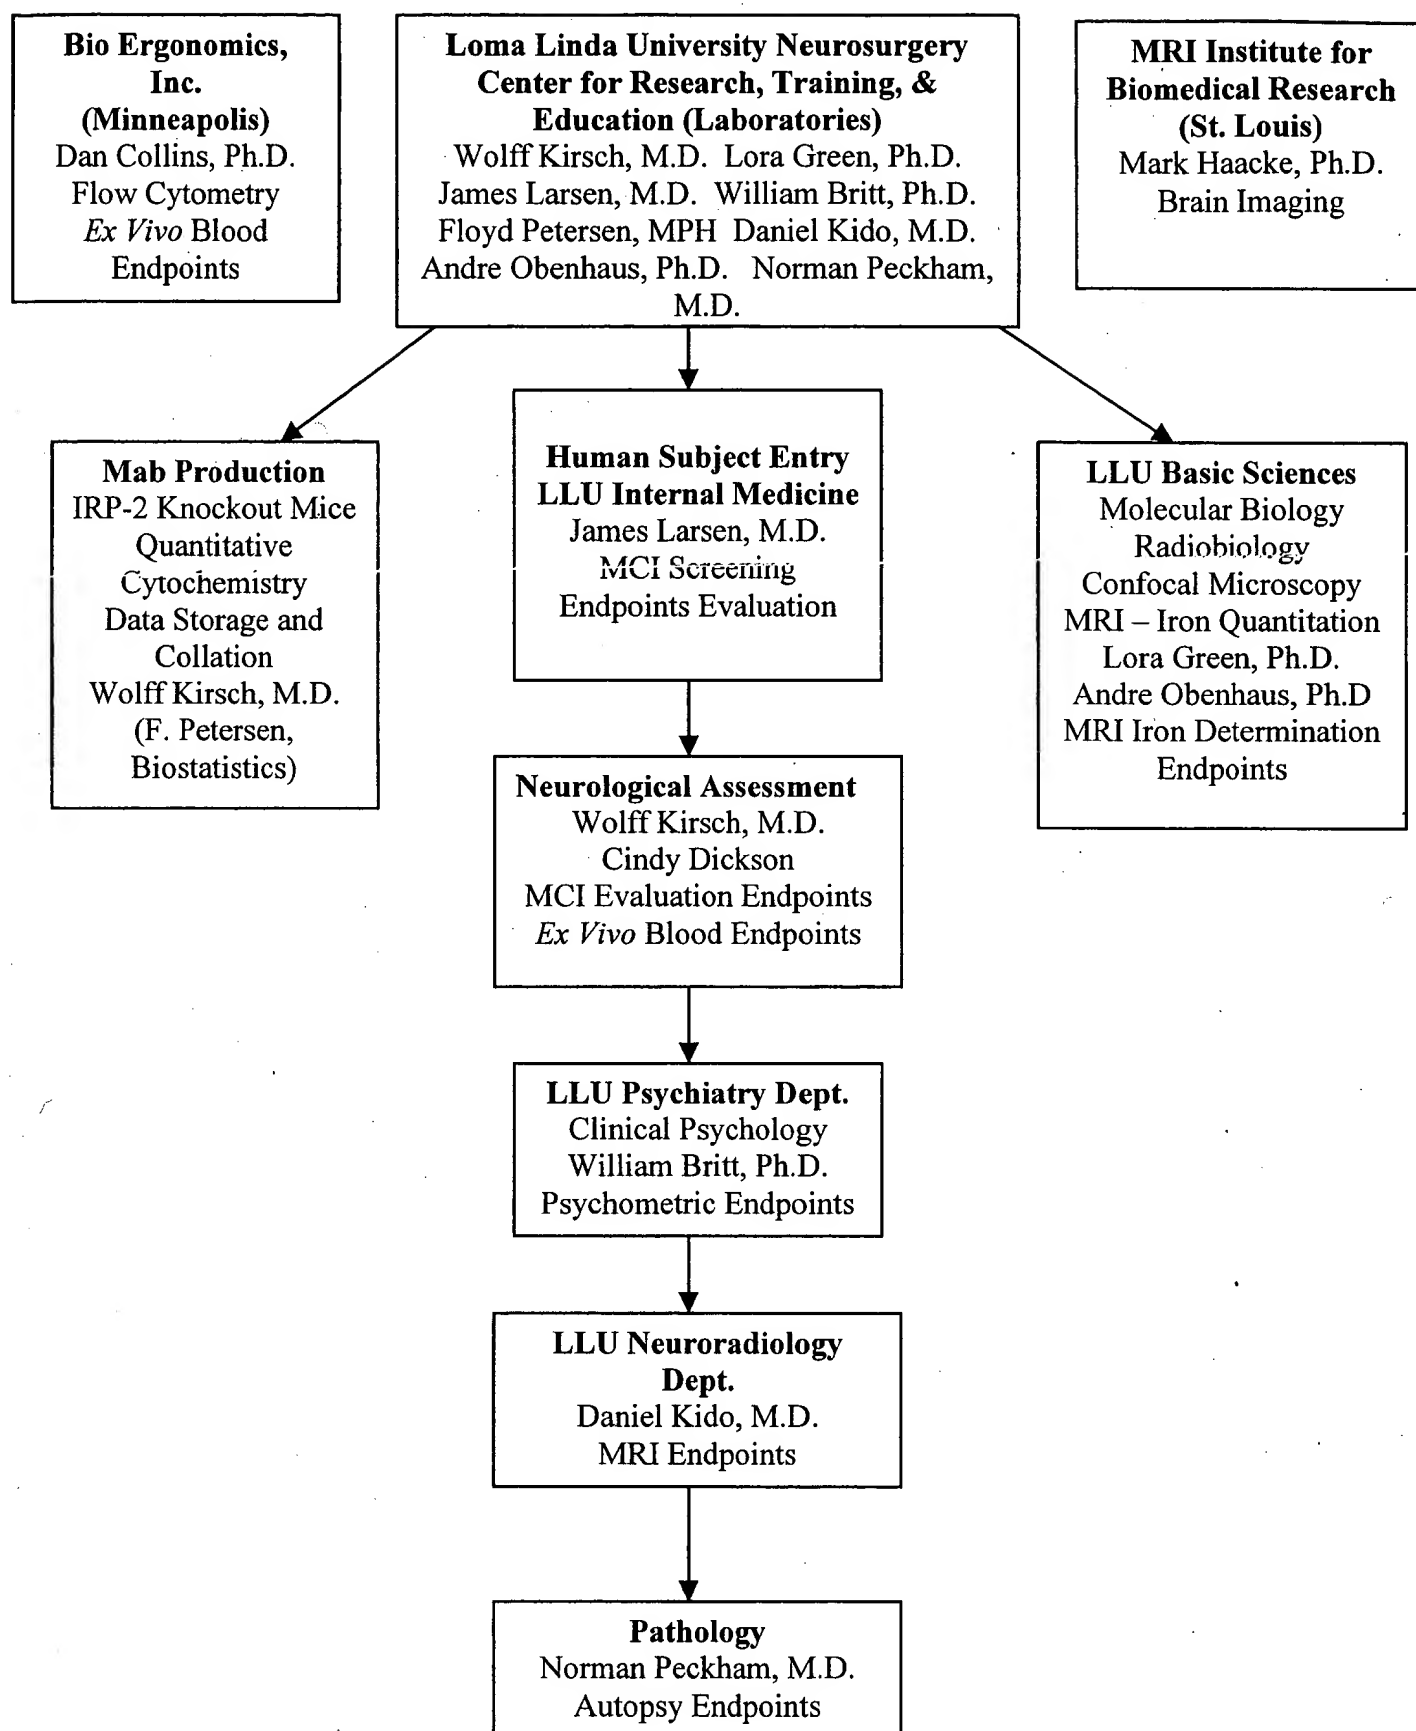 Bio Ergonomics,
Inc.
(Minneapolis)
Dan Collins, Ph.D.
Flow Cytometry
Ex Vivo Blood
Endpoints
Loma Linda University Neurosurgery
Center for Research, Training, &
Education (Laboratories)
Wolff Kirsch, M.D. Lora Green, Ph.D.
James Larsen, M.D. William Britt, Ph.D.
Floyd Petersen, MPH Daniel Kido, M.D.
Andre Obenhaus, Ph.D. Norman Peckham,
M.D.
MRI Institute for
Biomedical Research
(St. Louis)
Mark Haacke, Ph.D.
Brain Imaging
Mab Production
IRP-2 Knockout Mice
Quantitative
Cytochemistry
Data Storage and
Collation
Wolff Kirsch, M.D.
(F. Petersen,
Biostatistics)
Human Subject Entry
LLU Internal Medicine
James Larsen, M.D.
MCI Screening
Endpoints Evaluation
LLU Basic Sciences
Molecular Biology
Radiobiology
Confocal Microscopy
MRI – Iron Quantitation
Lora Green, Ph.D.
Andre Obenhaus, Ph.D
MRI Iron Determination
Endpoints
Neurological Assessment
Wolff Kirsch, M.D.
Cindy Dickson
MCI Evaluation Endpoints
Ex Vivo Blood Endpoints
LLU Psychiatry Dept.
Clinical Psychology
William Britt, Ph.D.
Psychometric Endpoints
LLU Neuroradiology
Dept.
Daniel Kido, M.D.
MRI Endpoints
Pathology
Norman Peckham, M.D.
Autopsy Endpoints